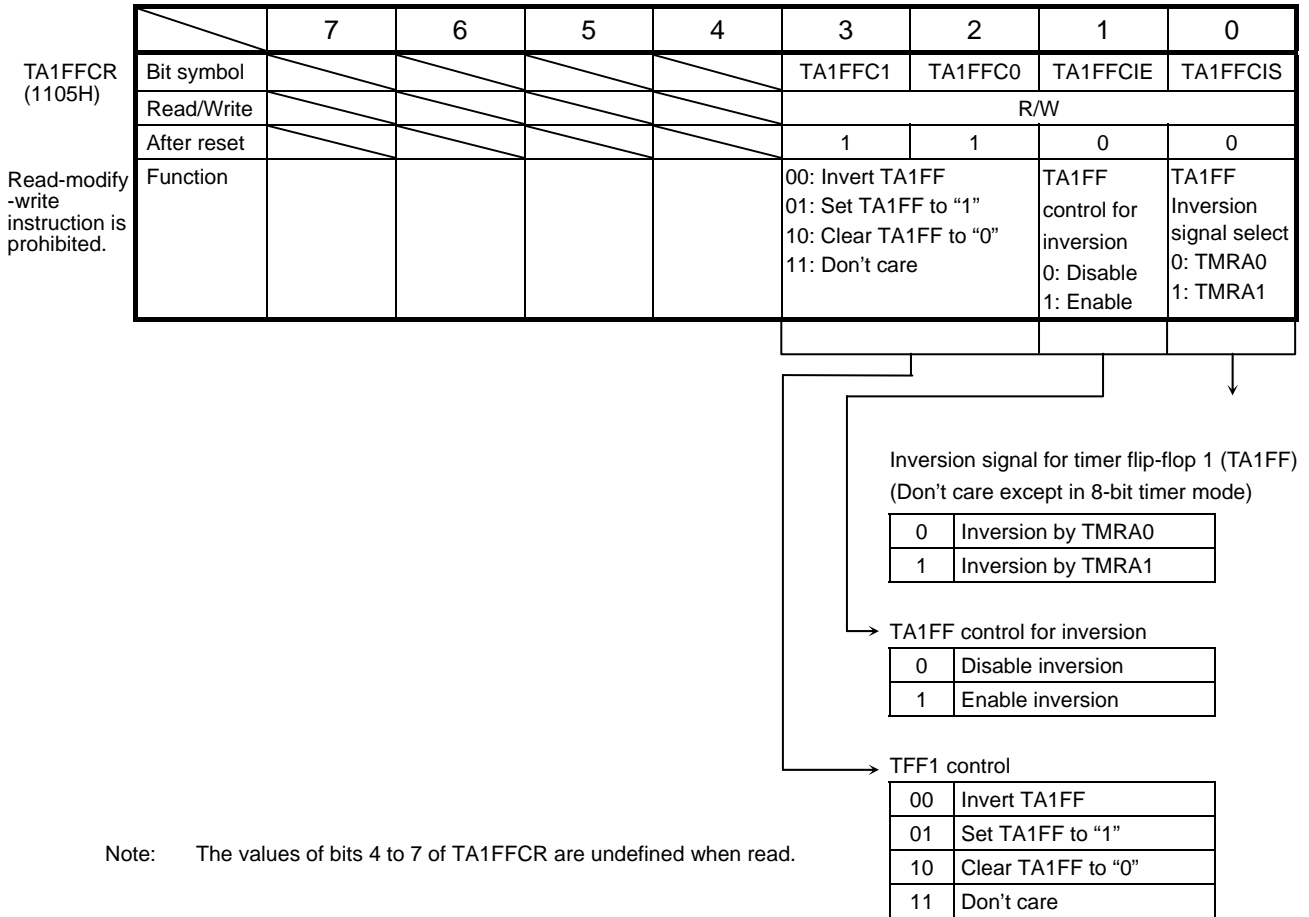 7 6 5 4 3 2 1 0
TA1FFCR
(1105H)
Bit symbol TA1FFC1 TA1FFC0 TA1FFCIE TA1FFCIS
Read/Write R/W
After reset 1 1 0 0
Read-modify
-write
instruction is
prohibited.
Function
00: Invert TA1FF
01: Set TA1FF to “1”
10: Clear TA1FF to “0”
11: Don’t care
TA1FF
control for
inversion
0: Disable
1: Enable
TA1FF
Inversion
signal select
0: TMRA0
1: TMRA1
Inversion signal for timer flip-flop 1 (TA1FF)
(Don’t care except in 8-bit timer mode)
0 Inversion by TMRA0
1 Inversion by TMRA1
TA1FF control for inversion
0 Disable inversion
1 Enable inversion
TFF1 control
00 Invert TA1FF
01 Set TA1FF to “1”
10 Clear TA1FF to “0”
11 Don’t care
Note: The values of bits 4 to 7 of TA1FFCR are undefined when read.